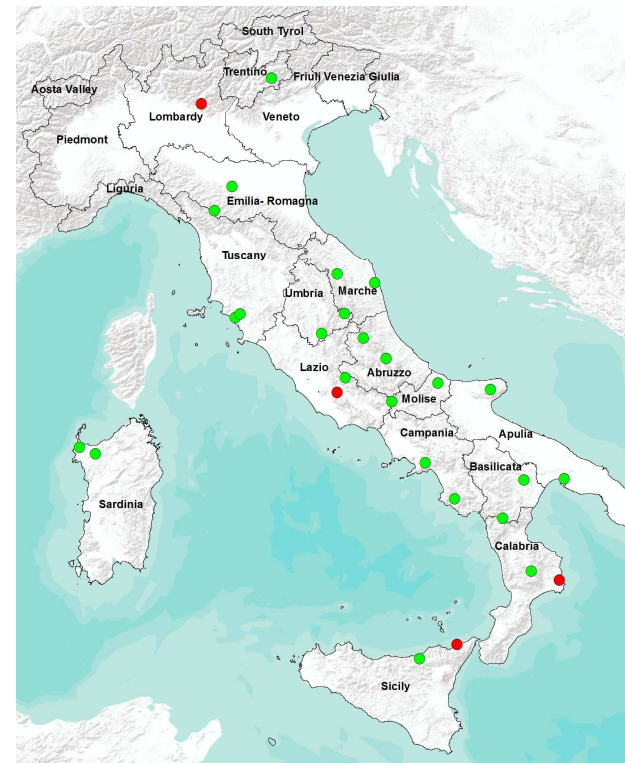 South Tyrol
Trentino
Friuli Venezia Giulia
Aosta Valley
Lombardy
Veneto
Piedmont
Liguria
Emilia- Romagna
Tuscany
Umbria
Marche
Lazio
Abruzzo
Molise
Campania
Apulia
Basilicata
Sardinia
Calabria
Sicily